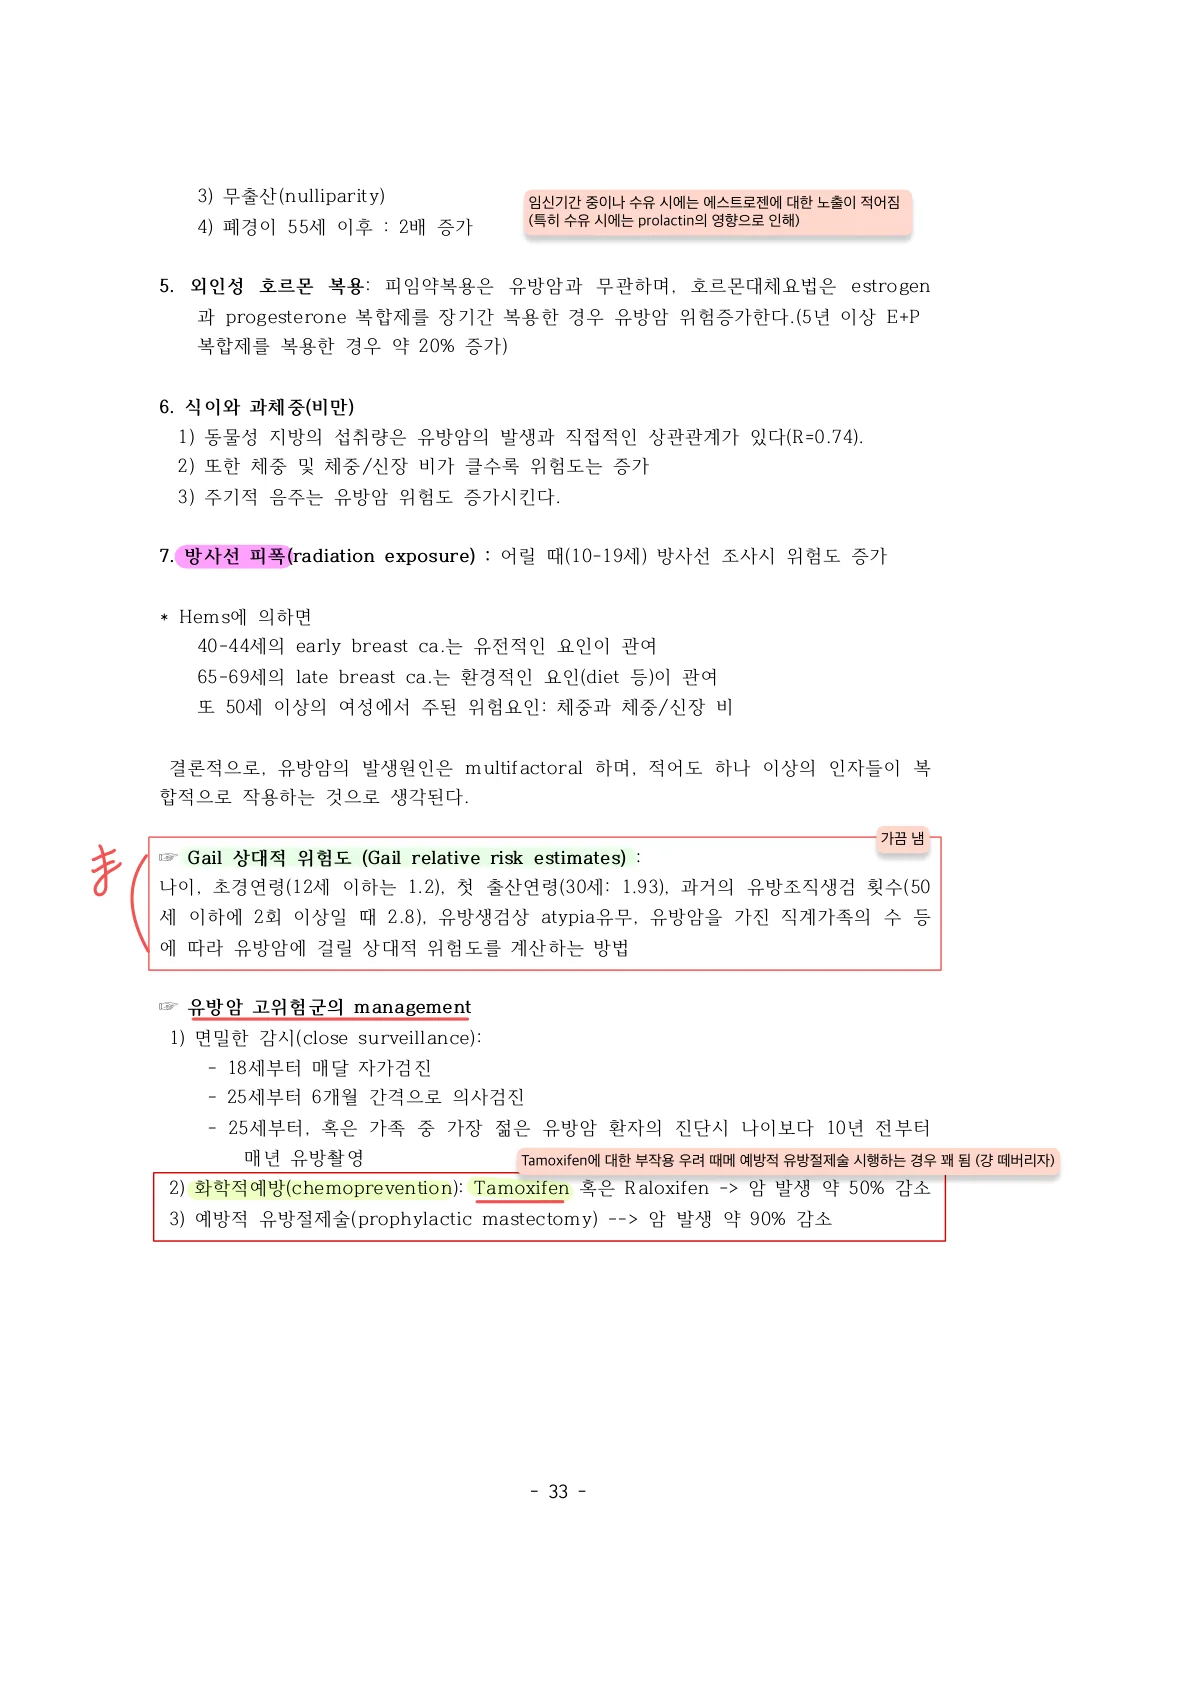 3) 무출산(nulliparity)
임신기간 중이나 수유 시에는 에스트로젠에 대한 노출이 적어짐
(특히 수유 시에는 prolactin의 영향으로 인해)
4) 폐경이 55세 이후 : 2배 증가
5. 외인성 호르몬 복용: 피임약복용은 유방암과 무관하며, 호르몬대체요법은 estrogen
과 progesterone 복합제를 장기간 복용한 경우 유방암 위험증가한다.(5년 이상 E+P
복합제를 복용한 경우 약 20% 증가)
6. 식이와 과체중(비만)
1) 동물성 지방의 섭취량은 유방암의 발생과 직접적인 상관관계가 있다(R=0.74).
2) 또한 체중 및 체중/신장 비가 클수록 위험도는 증가
3) 주기적 음주는 유방암 위험도 증가시킨다.
7. 방사선 피폭(radiation exposure) : 어릴 때(10-19세) 방사선 조사시 위험도 증가
* Hems에 의하면
40-44세의 early breast ca.는 유전적인 요인이 관여
65-69세의 late breast ca.는 환경적인 요인(diet 등)이 관여
또 50세 이상의 여성에서 주된 위험요인: 체중과 체중/신장 비
결론적으로, 유방암의 발생원인은 multifactoral 하며, 적어도 하나 이상의 인자들이 복
합적으로 작용하는 것으로 생각된다.
가끔 냄
☞ Gail 상대적 위험도 (Gail relative risk estimates) :
나이, 초경연령(12세 이하는 1.2), 첫 출산연령(30세: 1.93), 과거의 유방조직생검 횟수(50
세 이하에 2회 이상일 때 2.8), 유방생검상 atypia유무, 유방암을 가진 직계가족의 수 등
에 따라 유방암에 걸릴 상대적 위험도를 계산하는 방법
☞ 유방암 고위험군의 management
1) 면밀한 감시(close surveillance):
- 18세부터 매달 자가검진
- 25세부터 6개월 간격으로 의사검진
- 25세부터, 혹은 가족 중 가장 젊은 유방암 환자의 진단시 나이보다 10년 전부터
매년 유방촬영
Tamoxifen에 대한 부작용 우려 때메 예방적 유방절제술 시행하는 경우 꽤 됨 (걍 떼버리자)
2) 화학적예방(chemoprevention): Tamoxifen 혹은 Raloxifen -> 암 발생 약 50% 감소
3) 예방적 유방절제술(prophylactic mastectomy) --> 암 발생 약 90% 감소
- 33 -